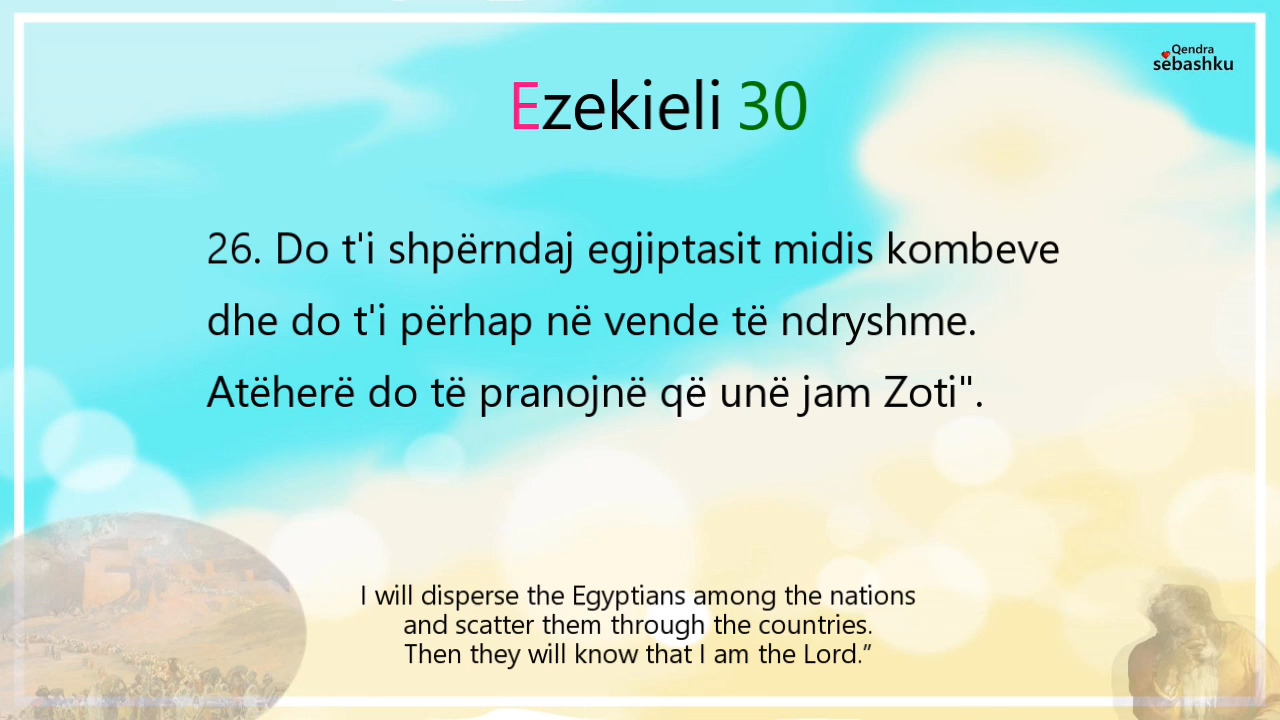 Qendra
sëbashku
Ezekieli 30
26. Do t'i shpërndaj egjiptasit midis kombeve
dhe do t'i përhap në vende të ndryshme.
Atëherë do të pranojnë që unë jam Zoti".
I will disperse the Egyptians among the nations
and scatter them through the countries.
Then they will know that I am the Lord.”